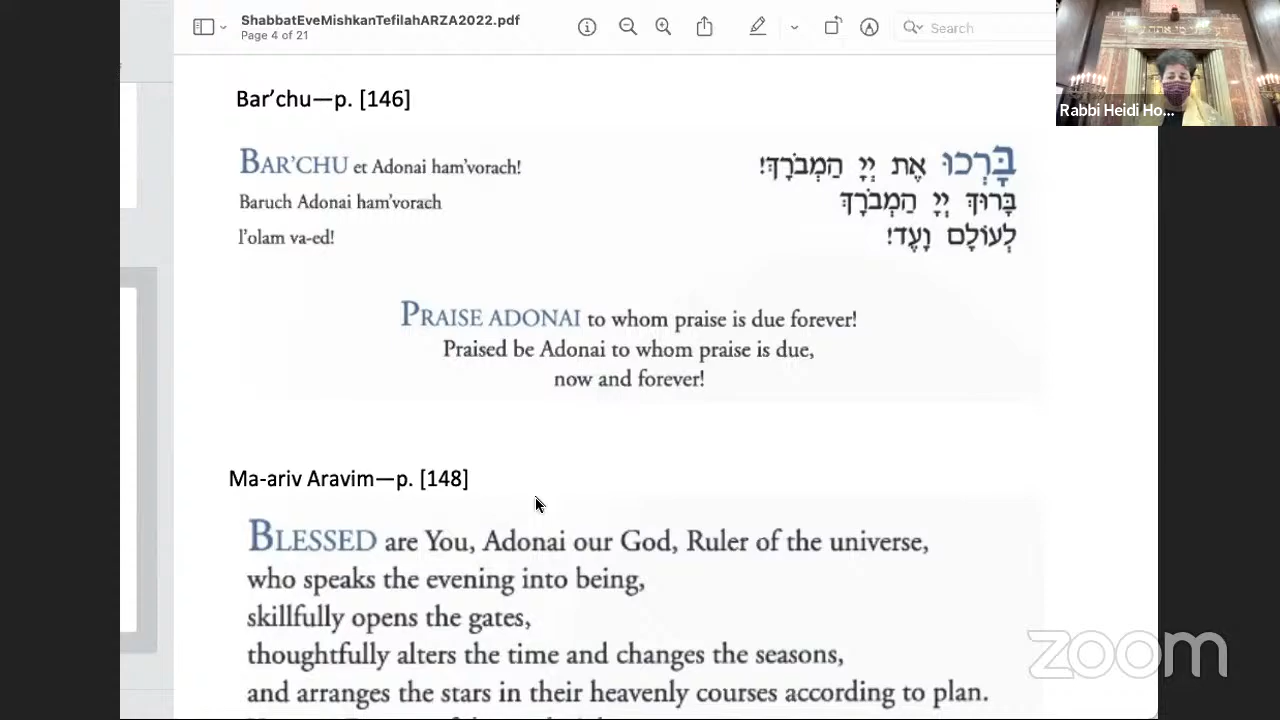 ShabbatEveMishkanTefilahARZA2022.pdf
Page 4 of 21
Search
Rabbi Heidi Ho...
Bar’chu—p. [146]
BAR’CHU et Adonai ham’vorach!
Baruch Adonai ham’vorach
l’olam va-ed!
בָּרְכוּ אֶת יְיָ הַמְבֹרָךְ!
בָּרוּךְ יְיָ הַמְבֹרָךְ
לְעוֹלָם וָעֶד!
PRAISE ADONAI to whom praise is due forever!
Praised be Adonai to whom praise is due,
now and forever!
Ma-ariv Aravim—p. [148]
BLESSED are You, Adonai our God, Ruler of the universe,
who speaks the evening into being,
skillfully opens the gates,
thoughtfully alters the time and changes the seasons,
and arranges the stars in their heavenly courses according to plan.
zoom